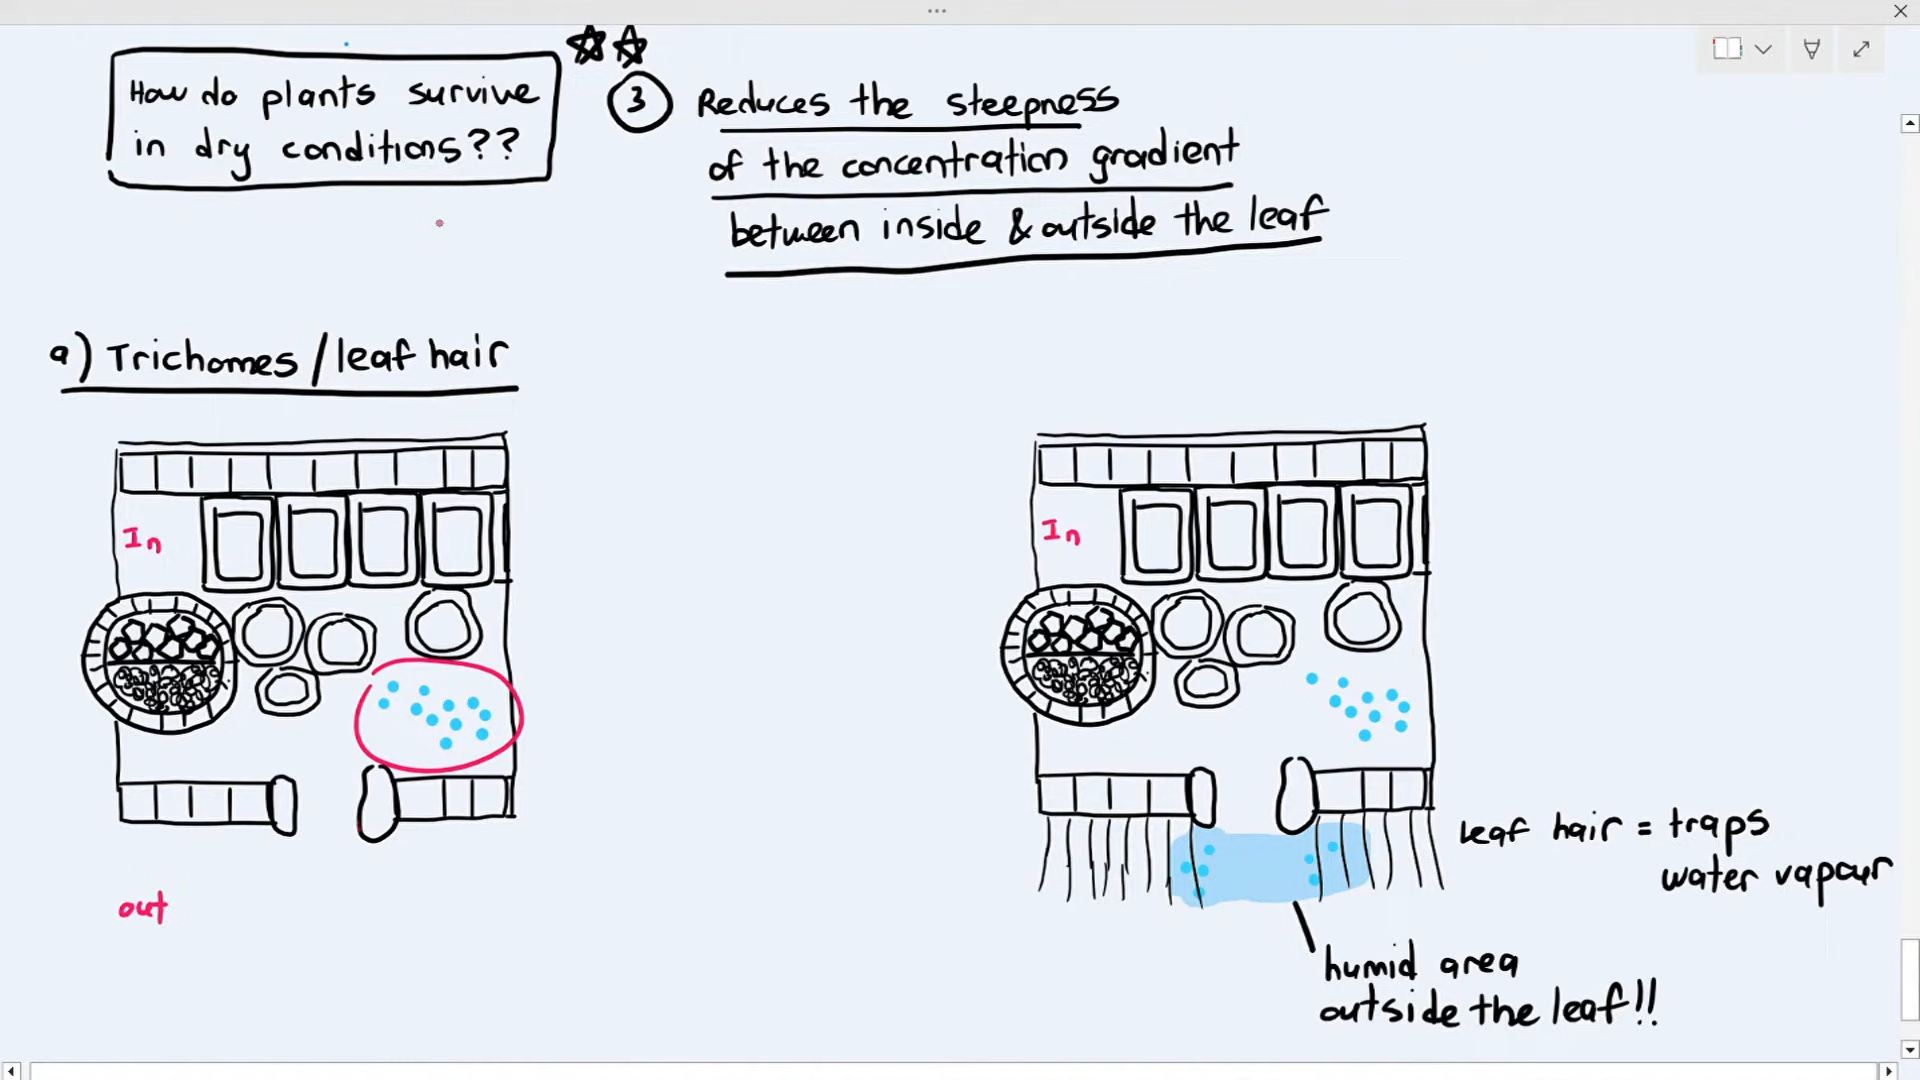 How do plants survive
in dry conditions??
3 Reduces the steepness
of the concentration gradient
between inside & outside the leaf
a) Trichomes / leaf hair
In
out
In
leaf hair = traps
water vapour
humid area
outside the leaf!!